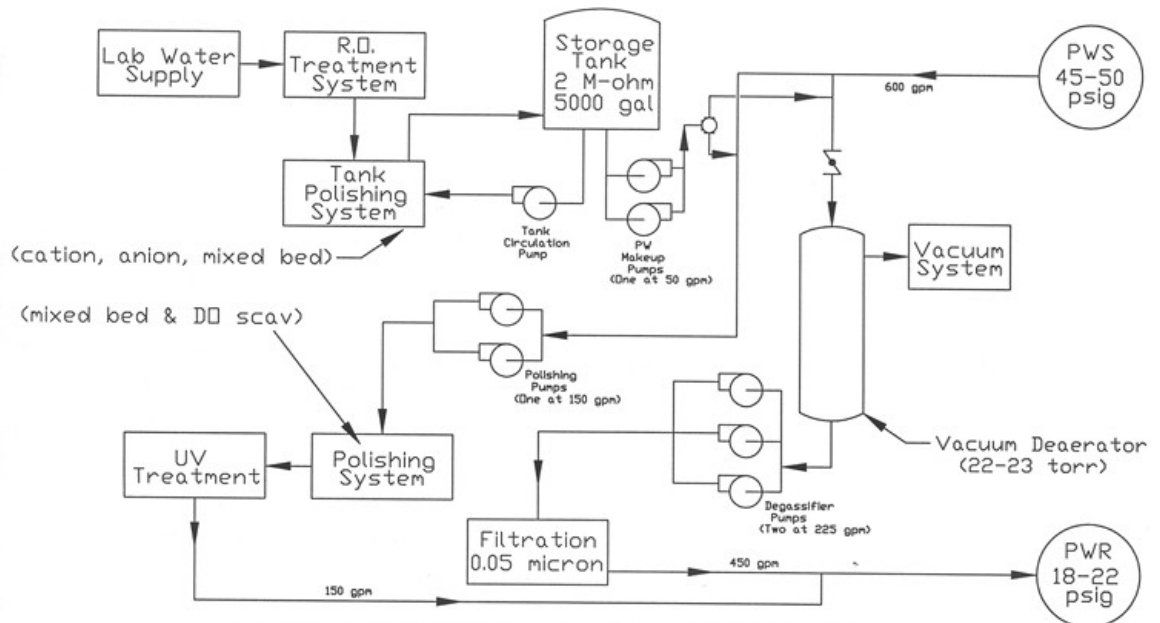 Lab Water
Supply
R.O.
Treatment
System
Storage
Tank
2 M-ohm
5000 gal
PWS
45-50
psig
600 gpm
Tank
Polishing
System
Tank
Circulation
Pump
PW
Makeup
Pumps
(One at 50 gpm)
Vacuum
System
(cation, anion, mixed bed)
(mixed bed & DO scav)
Polishing
Pumps
(One at 150 gpm)
UV
Treatment
Polishing
System
Vacuum Deaerator
(22-23 torr)
Degassifier
Pumps
(Two at 225 gpm)
Filtration
0.05 micron
450 gpm
150 gpm
PWR
18-22
psig